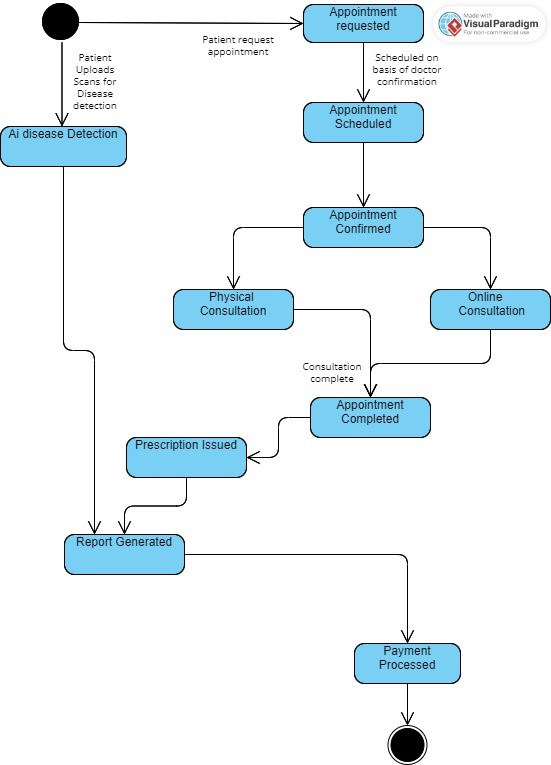 Appointment
requested
Made with
VisualParadigm
For non-commercial use
Patient request
appointment
Patient
Uploads
Scans for
Disease
detection
Scheduled on
basis of doctor
confirmation
Appointment
Scheduled
Ai disease Detection
Appointment
Confirmed
Physical
Consultation
Online
Consultation
Consultation
complete
Appointment
Completed
Prescription Issued
Report Generated
Payment
Processed